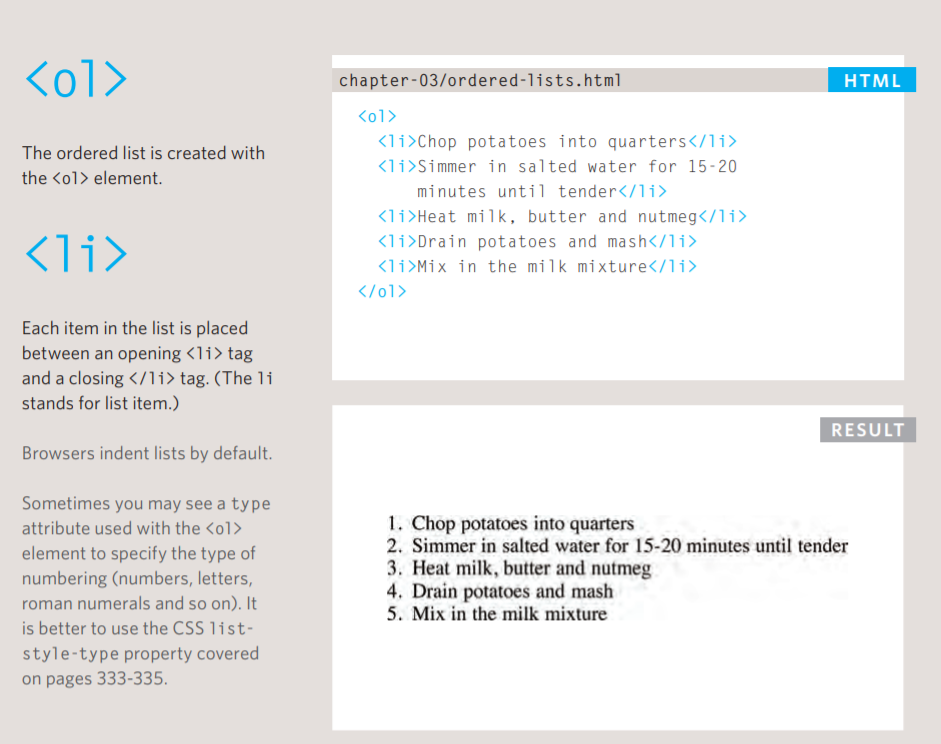 <ol>
The ordered list is created with
the <ol> element.
<li>
Each item in the list is placed
between an opening <li> tag
and a closing </li> tag. (The li
stands for list item.)
Browsers indent lists by default.
Sometimes you may see a type
attribute used with the <ol>
element to specify the type of
numbering (numbers, letters,
roman numerals and so on). It
is better to use the CSS list-
style-type property covered
on pages 333-335.
chapter-03/ordered-lists.html
HTML
<ol>
<li>Chop potatoes into quarters</li>
<li>Simmer in salted water for 15-20
minutes until tender</li>
<li>Heat milk, butter and nutmeg</li>
<li>Drain potatoes and mash</li>
<li>Mix in the milk mixture</li>
</ol>
RESULT
1. Chop potatoes into quarters
2. Simmer in salted water for 15-20 minutes until tender
3. Heat milk, butter and nutmeg
4. Drain potatoes and mash
5. Mix in the milk mixture